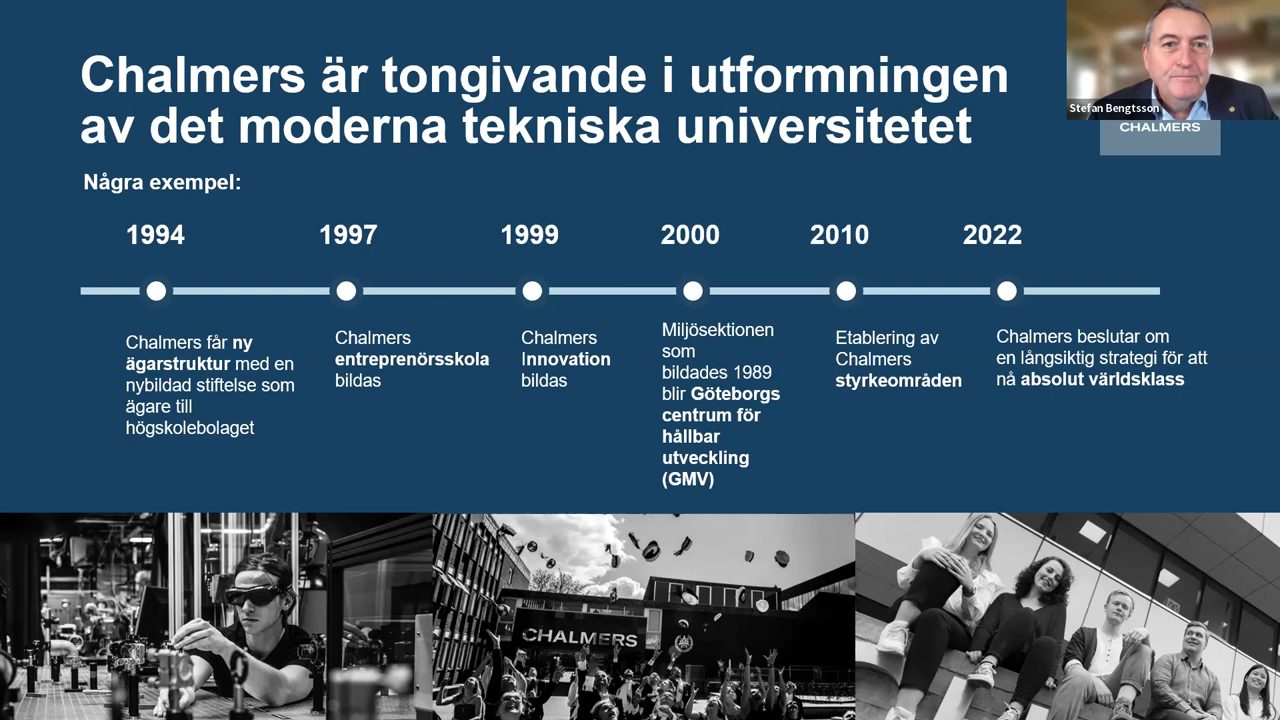 Chalmers är tongivande i utformningen
av det moderna tekniska universitetet
Stefan Bengtsson
CHALMERS
Några exempel:
1994
1997
1999
2000
2010
2022
Chalmers får ny
ägarstruktur med en
nybildad stiftelse som
ägare till
högskolebolaget
Chalmers
entreprenörsskola
bildas
Chalmers
Innovation
bildas
Miljösektionen
som
bildades 1989
blir Göteborgs
centrum för
hållbar
utveckling
(GMV)
Etablering av
Chalmers
styrkeområden
Chalmers beslutar om
en långsiktig strategi för att
nå absolut världsklass
CHALMERS